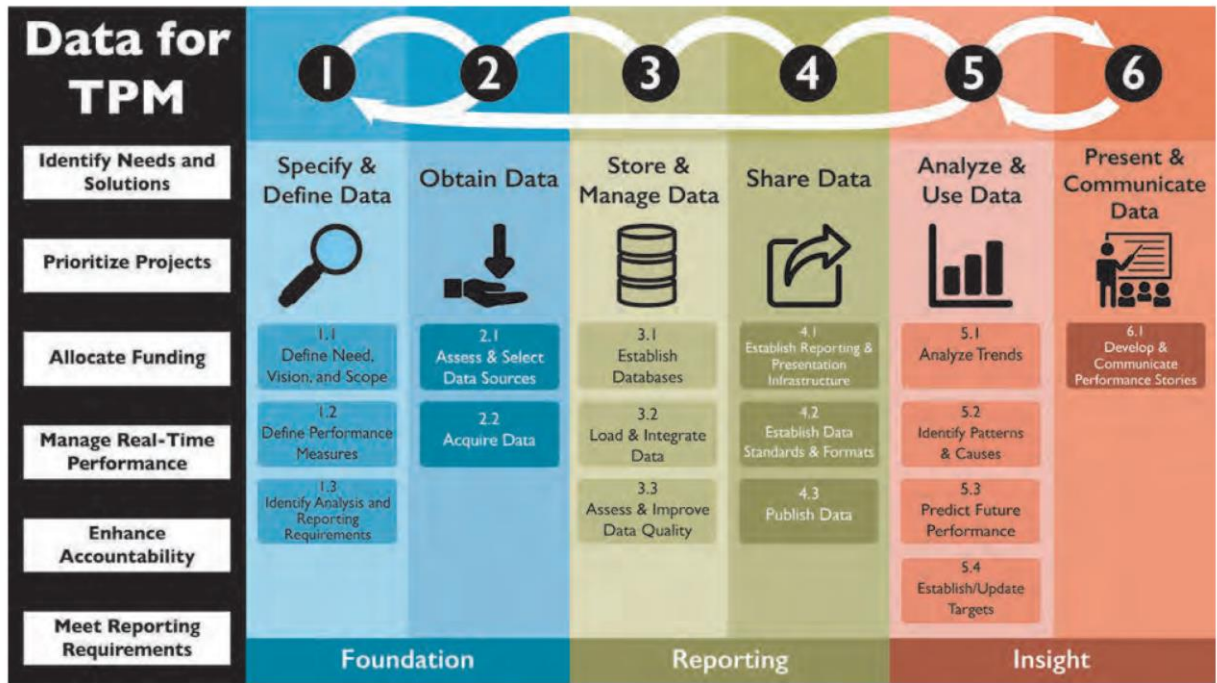 Data for
TPM
Identify Needs and
Solutions
Prioritize Projects
Allocate Funding
Manage Real-Time
Performance
Enhance
Accountability
Meet Reporting
Requirements
1
Specify &
Define Data
1.1
Define Need,
Vision, and Scope
1.2
Define Performance
Measures
1.3
Identify Analysis and
Reporting
Requirements
2
Obtain Data
2.1
Assess & Select
Data Sources
2.2
Acquire Data
Foundation
3
Store &
Manage Data
3.1
Establish
Databases
3.2
Load & Integrate
Data
3.3
Assess & Improve
Data Quality
4
Share Data
4.1
Establish Reporting &
Presentation
Infrastructure
4.2
Establish Data
Standards & Formats
4.3
Publish Data
Reporting
5
Analyze &
Use Data
5.1
Analyze Trends
5.2
Identify Patterns
& Causes
5.3
Predict Future
Performance
5.4
Establish/Update
Targets
6
Present &
Communicate
Data
6.1
Develop &
Communicate
Performance Stories
Insight